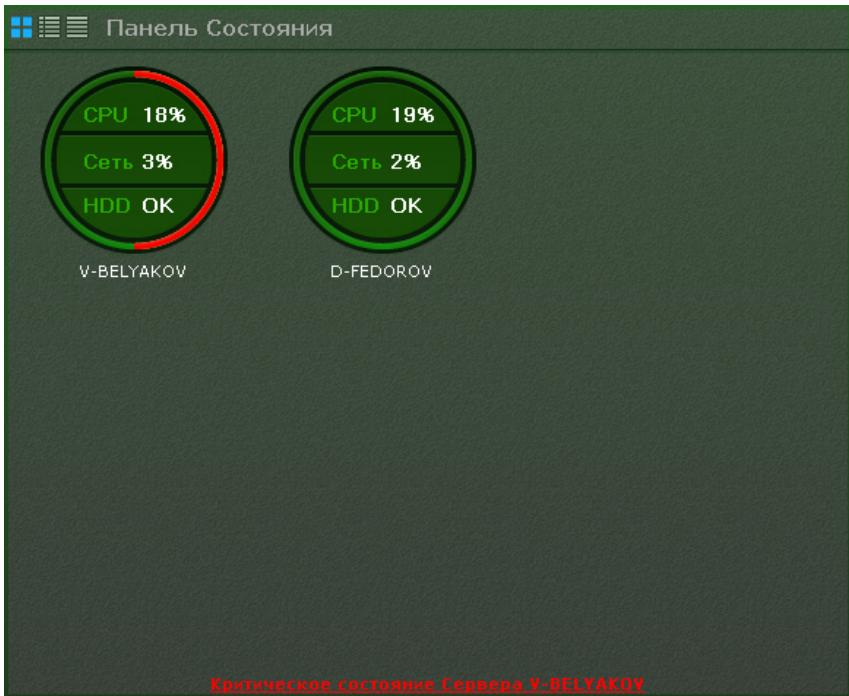 Панель Состояния
CPU 18%
Сеть 3%
HDD OK
V-BELYAKOV
CPU 19%
Сеть 2%
HDD OK
D-FEDOROV
Критическое состояние Сервера V-BELYAKOV